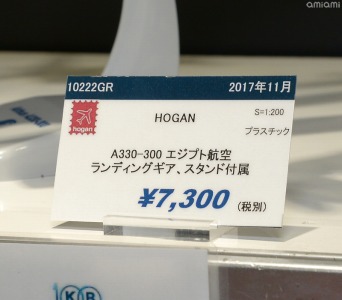 amiami
10222GR 2017年11月
HOGAN
S=1:200
hogan
プラスチック
A330-300 エジプト航空
ランディングギア、スタンド付属
¥7,300 (税別)
KB